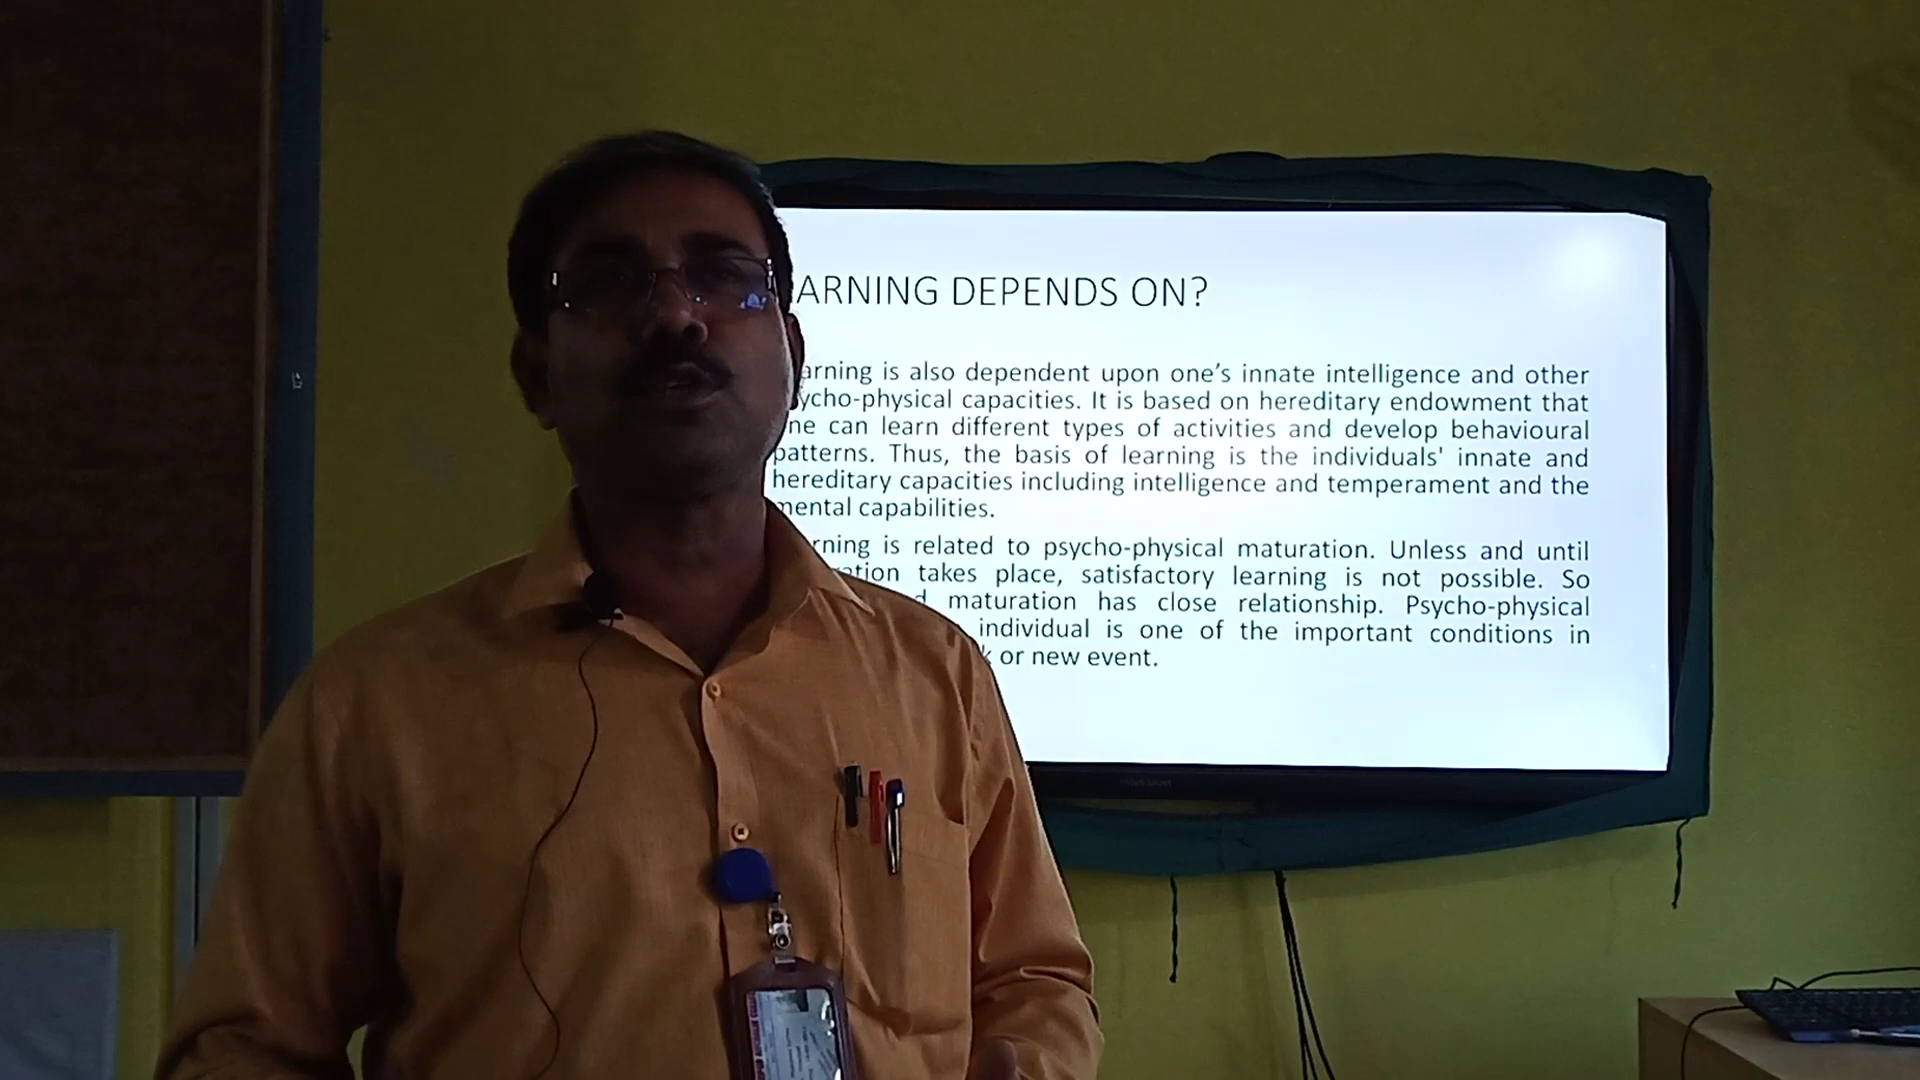 ARNING DEPENDS ON?
arning is also dependent upon one's innate intelligence and other
ycho-physical capacities. It is based on hereditary endowment that
ne can learn different types of activities and develop behavioural
patterns. Thus, the basis of learning is the individuals' innate and
hereditary capacities including intelligence and temperament and the
mental capabilities.
rning is related to psycho-physical maturation. Unless and until
ation takes place, satisfactory learning is not possible. So
d maturation has close relationship. Psycho-physical
individual is one of the important conditions in
k or new event.